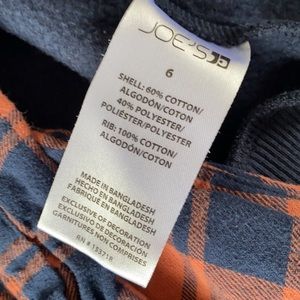 JOE'S
6
SHELL: 60% COTTON/
ALGODÓN/COTON
40% POLYESTER/
POLIÉSTER/POLYESTER
RIB: 100% COTTON/
ALGODÓN/COTON
MADE IN BANGLADESH
HECHO EN BANGLADESH
FABRIQUÉ EN BANGLADESH
EXCLUSIVE OF DECORATION
EXCLUSIVO DE DECORACIÓN
GARNITURES NON COMPRISES